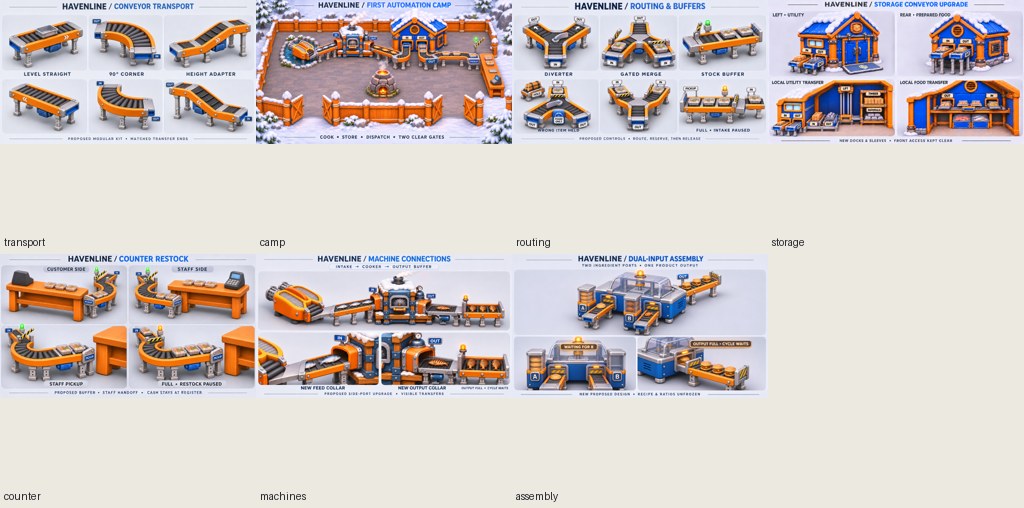 HAVENLINE / CONVEYOR TRANSPORT
LEVEL STRAIGHT
90° CORNER
HEIGHT ADAPTER
PROPOSED MODULAR KIT • MATCHED TRANSFER ENDS
transport
HAVENLINE / FIRST AUTOMATION CAMP
COOK • STORE • DISPATCH • TWO CLEAR GATES
camp
HAVENLINE / ROUTING & BUFFERS
DIVERTER
GATED MERGE
STOCK BUFFER
WRONG ITEM HELD
FULL • INTAKE PAUSED
PROPOSED CONTROLS • ROUTE, RESERVE, THEN RELEASE
routing
HAVENLINE / STORAGE CONVEYOR UPGRADE
LEFT • UTILITY
REAR • PREPARED FOOD
LOCAL UTILITY TRANSFER
LOCAL FOOD TRANSFER
NEW DOCKS & SLEEVES • FRONT ACCESS KEPT CLEAR
storage
HAVENLINE / COUNTER RESTOCK
CUSTOMER SIDE
STAFF SIDE
STAFF PICKUP
FULL • RESTOCK PAUSED
PROPOSED BUFFER • STAFF HANDOFF • CASH STAYS AT REGISTER
counter
HAVENLINE / MACHINE CONNECTIONS
INTAKE → COOKER → OUTPUT BUFFER
OUT
NEW FEED COLLAR
NEW OUTPUT COLLAR
OUTPUT FULL • CYCLE WAITS
PROPOSED SIDE-PORT UPGRADE • VISIBLE TRANSFERS
machines
HAVENLINE / DUAL-INPUT ASSEMBLY
TWO INGREDIENT PORTS • ONE PRODUCT OUTPUT
OUT
A
B
WAITING FOR B
A
B
OUTPUT FULL • CYCLE WAITS
NEW PROPOSED DESIGN • RECIPE & RATIOS UNFROZEN
assembly